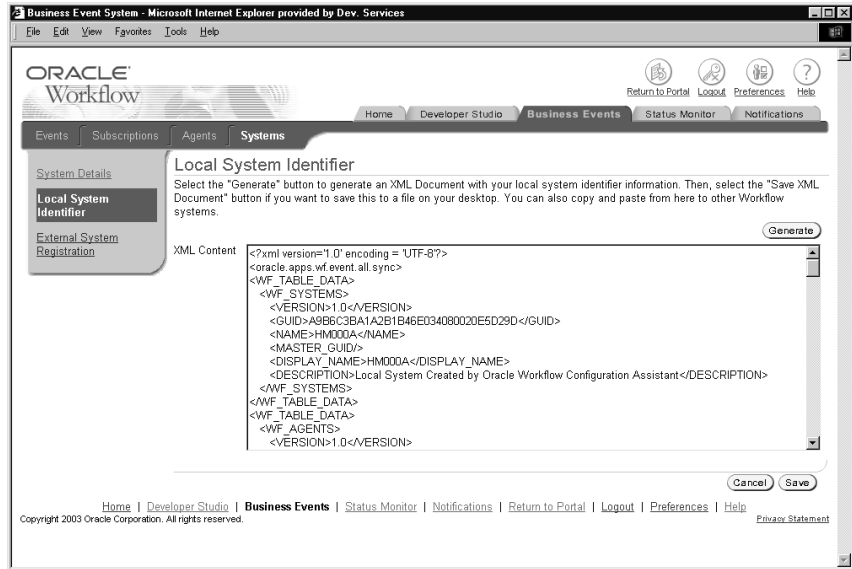 Business Event System - Microsoft Internet Explorer provided by Dev. Services
File Edit View Favorites Tools Help
ORACLE'
Workflow
Return to Portal Logout Preferences Help
Home Developer Studio Business Events Status Monitor Notifications
Events Subscriptions Agents Systems
System Details
Local System
Identifier
External System
Registration
Local System Identifier
Select the "Generate" button to generate an XML Document with your local system identifier information. Then, select the "Save XML
Document" button if you want to save this to a file on your desktop. You can also copy and paste from here to other Workflow
systems.
Generate
XML Content
<?xml version='1.0' encoding = 'UTF-8'?>
<oracle.apps.wf.event.all.sync>
<WF_TABLE_DATA>
<WF_SYSTEMS>
<VERSION>1.0</VERSION>
<GUID>A9B6C3BA1A2B1B46E034080020E5D29D</GUID>
<NAME>HM000A</NAME>
<MASTER_GUID/>
<DISPLAY_NAME>HM000A</DISPLAY_NAME>
<DESCRIPTION>Local System Created by Oracle Workflow Configuration Assistant</DESCRIPTION>
</WF_SYSTEMS>
</WF_TABLE_DATA>
<WF_TABLE_DATA>
<WF_AGENTS>
<VERSION>1.0</VERSION>
Cancel Save
Home | Developer Studio | Business Events | Status Monitor | Notifications | Return to Portal | Logout | Preferences | Help
Copyright 2003 Oracle Corporation. All rights reserved. Privacy Statement